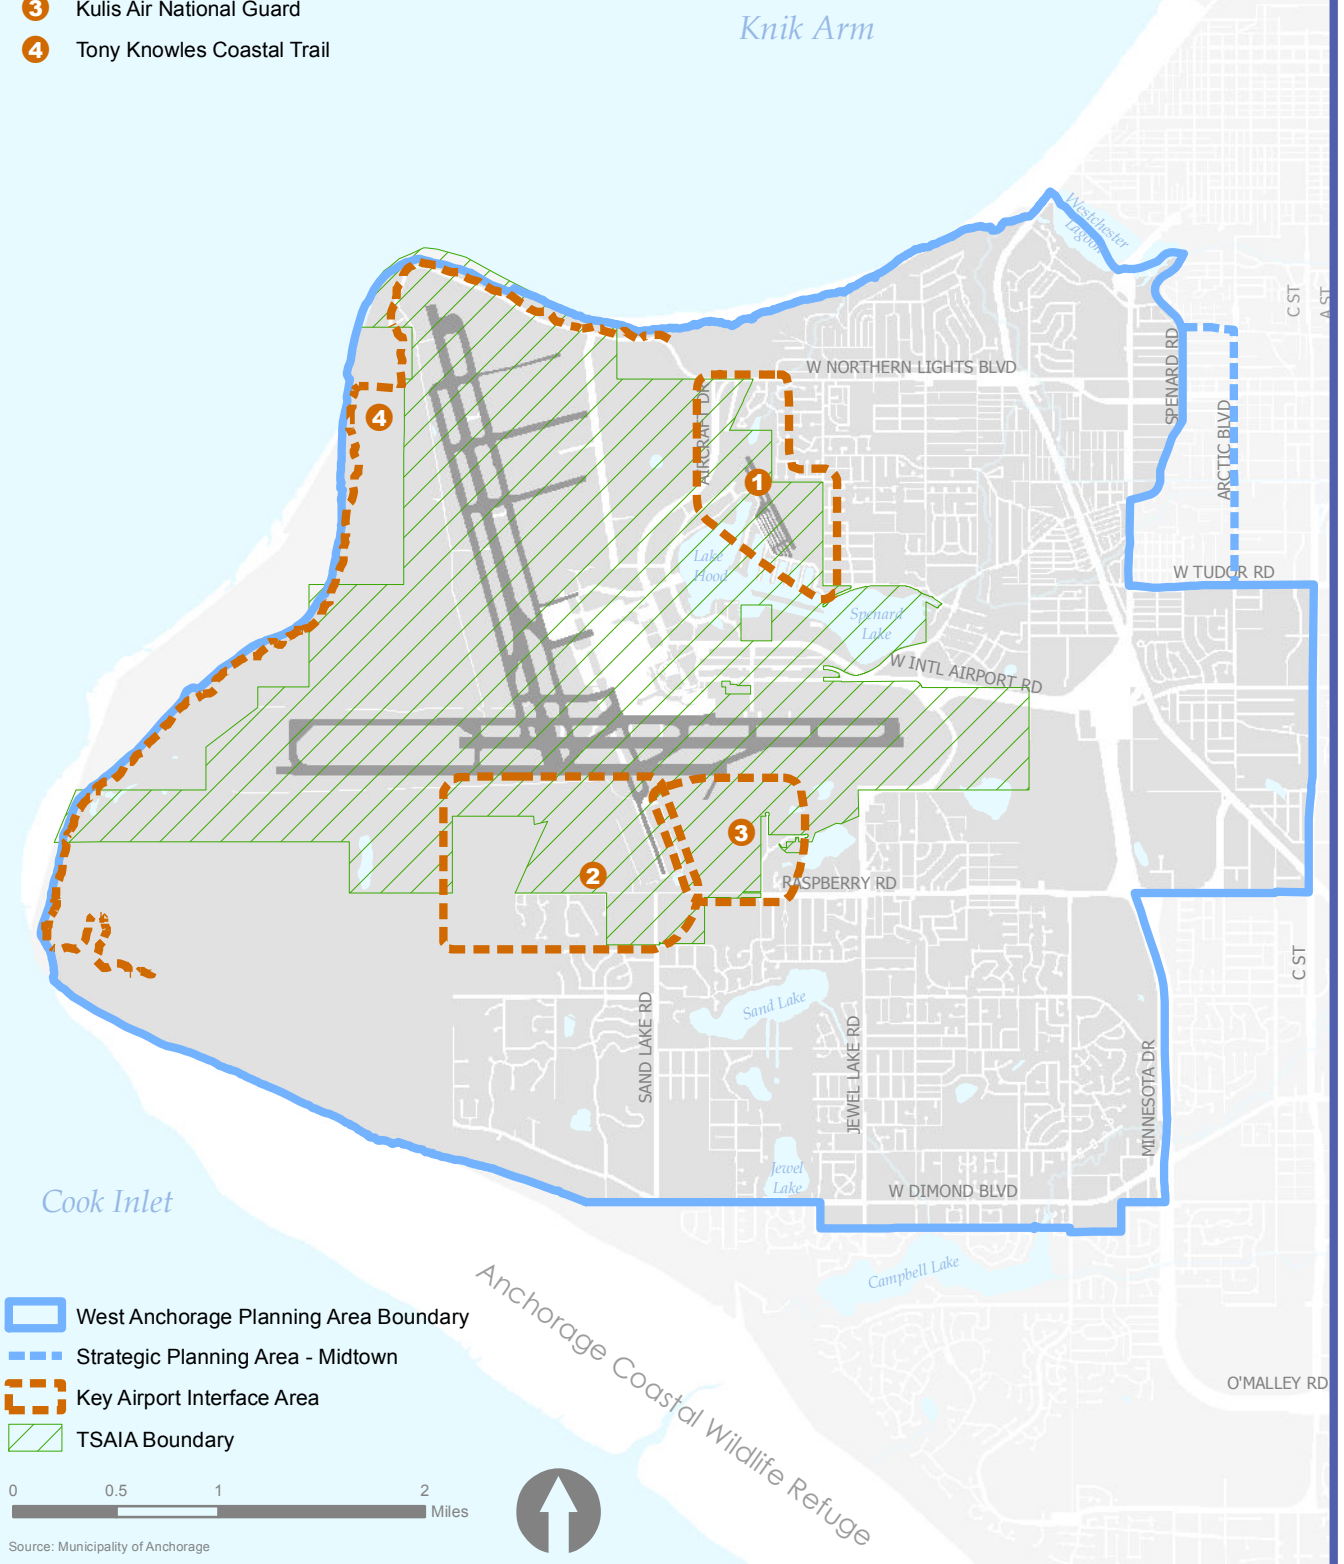 3 Kulis Air National Guard
4 Tony Knowles Coastal Trail
Knik Arm
Westchester
Lagoon
C ST
A ST
W NORTHERN LIGHTS BLVD
SPENARD RD
ARCTIC BLVD
AIRCRAFT DR
4
1
Lake
Hood
W TUDOR RD
Spenard
Lake
W INTL AIRPORT RD
3
2
RASPBERRY RD
C ST
Sand Lake
SAND LAKE RD
JEWEL LAKE RD
MINNESOTA DR
Jewel
Lake
W DIMOND BLVD
Cook Inlet
Campbell Lake
Anchorage Coastal Wildlife Refuge
O'MALLEY RD
West Anchorage Planning Area Boundary
Strategic Planning Area - Midtown
Key Airport Interface Area
TSAIA Boundary
0 0.5 1 2
Miles
Source: Municipality of Anchorage